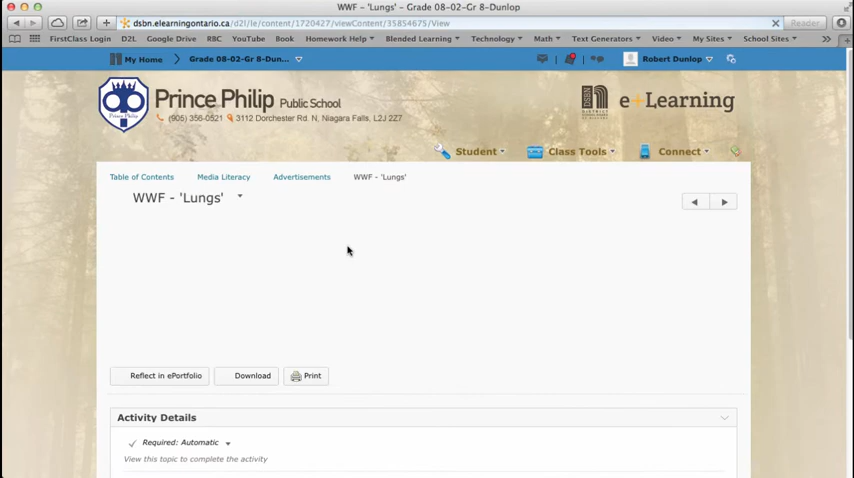 WWF – 'Lungs' – Grade 08-02-Gr 8-Dunlop
dsbn.elearningontario.ca/d2l/le/content/1720427/viewContent/35854675/View
Reader
FirstClass Login D2L Google Drive RBC YouTube Book Homework Help Blended Learning Technology Math Text Generators Video My Sites School Sites
My Home Grade 08-02-Gr 8-Dun... Robert Dunlop
Prince Philip Public School
(905) 356-0521 3112 Dorchester Rd. N, Niagara Falls, L2J 2Z7
DSBN
e+Learning
Student Class Tools Connect
Table of Contents Media Literacy Advertisements WWF – 'Lungs'
WWF – 'Lungs'
Reflect in ePortfolio Download Print
Activity Details
Required: Automatic
View this topic to complete the activity